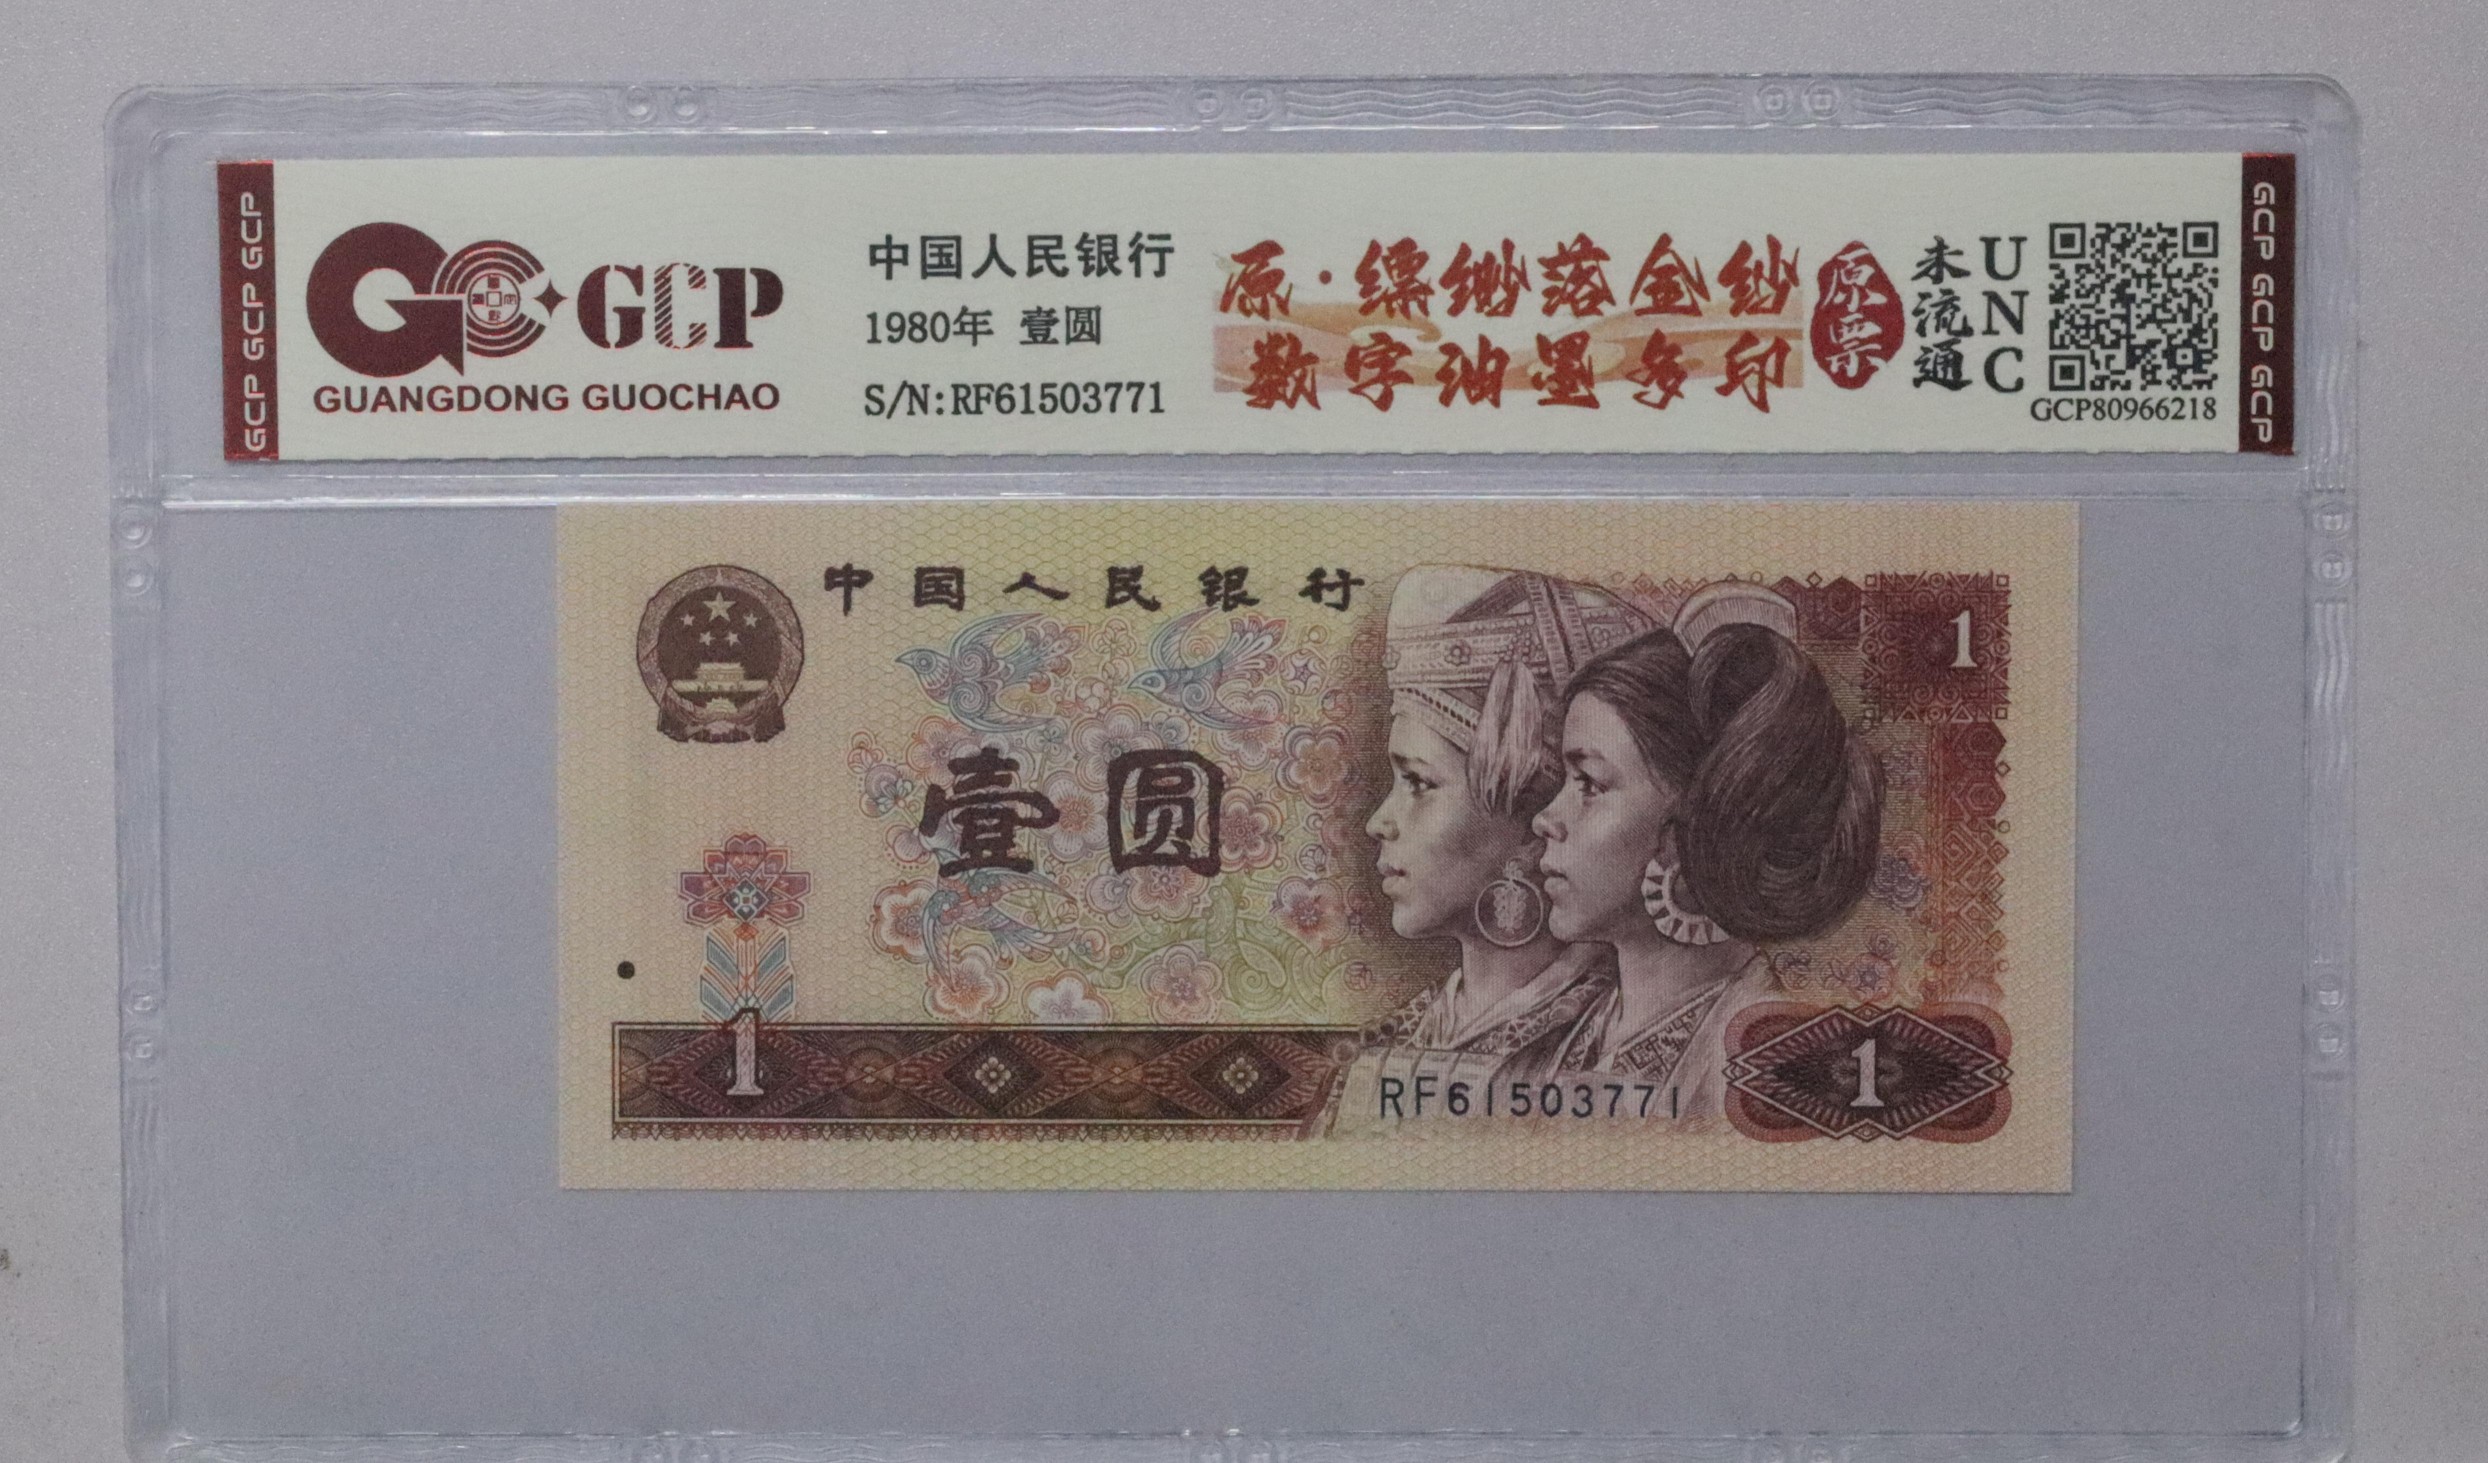 GCP GCP GCP
GCP
GUANGDONG GUOCHAO
中国人民银行
1980年 壹圆
S/N:RF61503771
原·缥缈落金纱
数字油墨多印
原票
未流通
UNC
GCP80966218
GCP GCP GCP
中国人民银行
1
壹圆
1
1
RF61503771